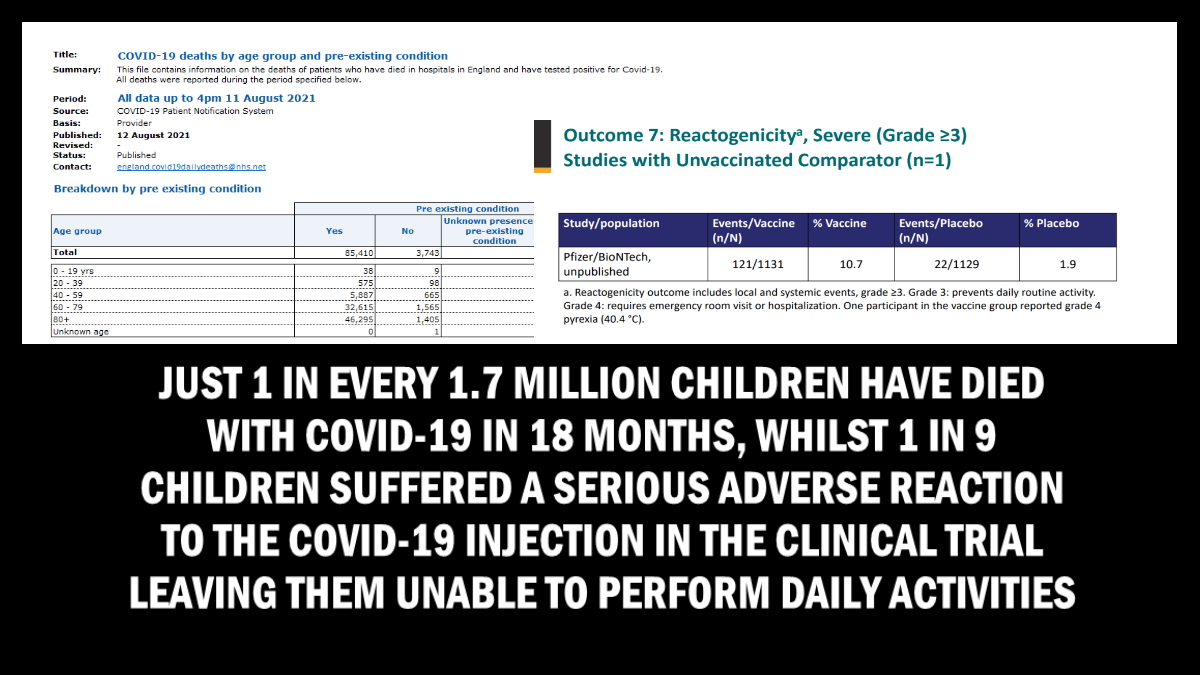 Title: COVID-19 deaths by age group and pre-existing condition
Summary: This file contains information on the deaths of patients who have died in hospitals in England and have tested positive for Covid-19.
All deaths were reported during the period specified below.
Period: All data up to 4pm 11 August 2021
Source: COVID-19 Patient Notification System
Basis: Provider
Published: 12 August 2021
Revised: -
Status: Published
Contact: england.covid19dailydeaths@nhs.net
Breakdown by pre existing condition
Pre existing condition
Age group Yes No Unknown presence pre-existing condition
Total 85,410 3,743
0 - 19 yrs 38 9
20 - 39 575 98
40 - 59 5,887 665
60 - 79 32,615 1,565
80+ 46,295 1,405
Unknown age 0 1
Outcome 7: Reactogenicityᵃ, Severe (Grade ≥3)
Studies with Unvaccinated Comparator (n=1)
Study/population Events/Vaccine (n/N) % Vaccine Events/Placebo (n/N) % Placebo
Pfizer/BioNTech, unpublished 121/1131 10.7 22/1129 1.9
a. Reactogenicity outcome includes local and systemic events, grade ≥3. Grade 3: prevents daily routine activity.
Grade 4: requires emergency room visit or hospitalization. One participant in the vaccine group reported grade 4
pyrexia (40.4 °C).
JUST 1 IN EVERY 1.7 MILLION CHILDREN HAVE DIED
WITH COVID-19 IN 18 MONTHS, WHILST 1 IN 9
CHILDREN SUFFERED A SERIOUS ADVERSE REACTION
TO THE COVID-19 INJECTION IN THE CLINICAL TRIAL
LEAVING THEM UNABLE TO PERFORM DAILY ACTIVITIES